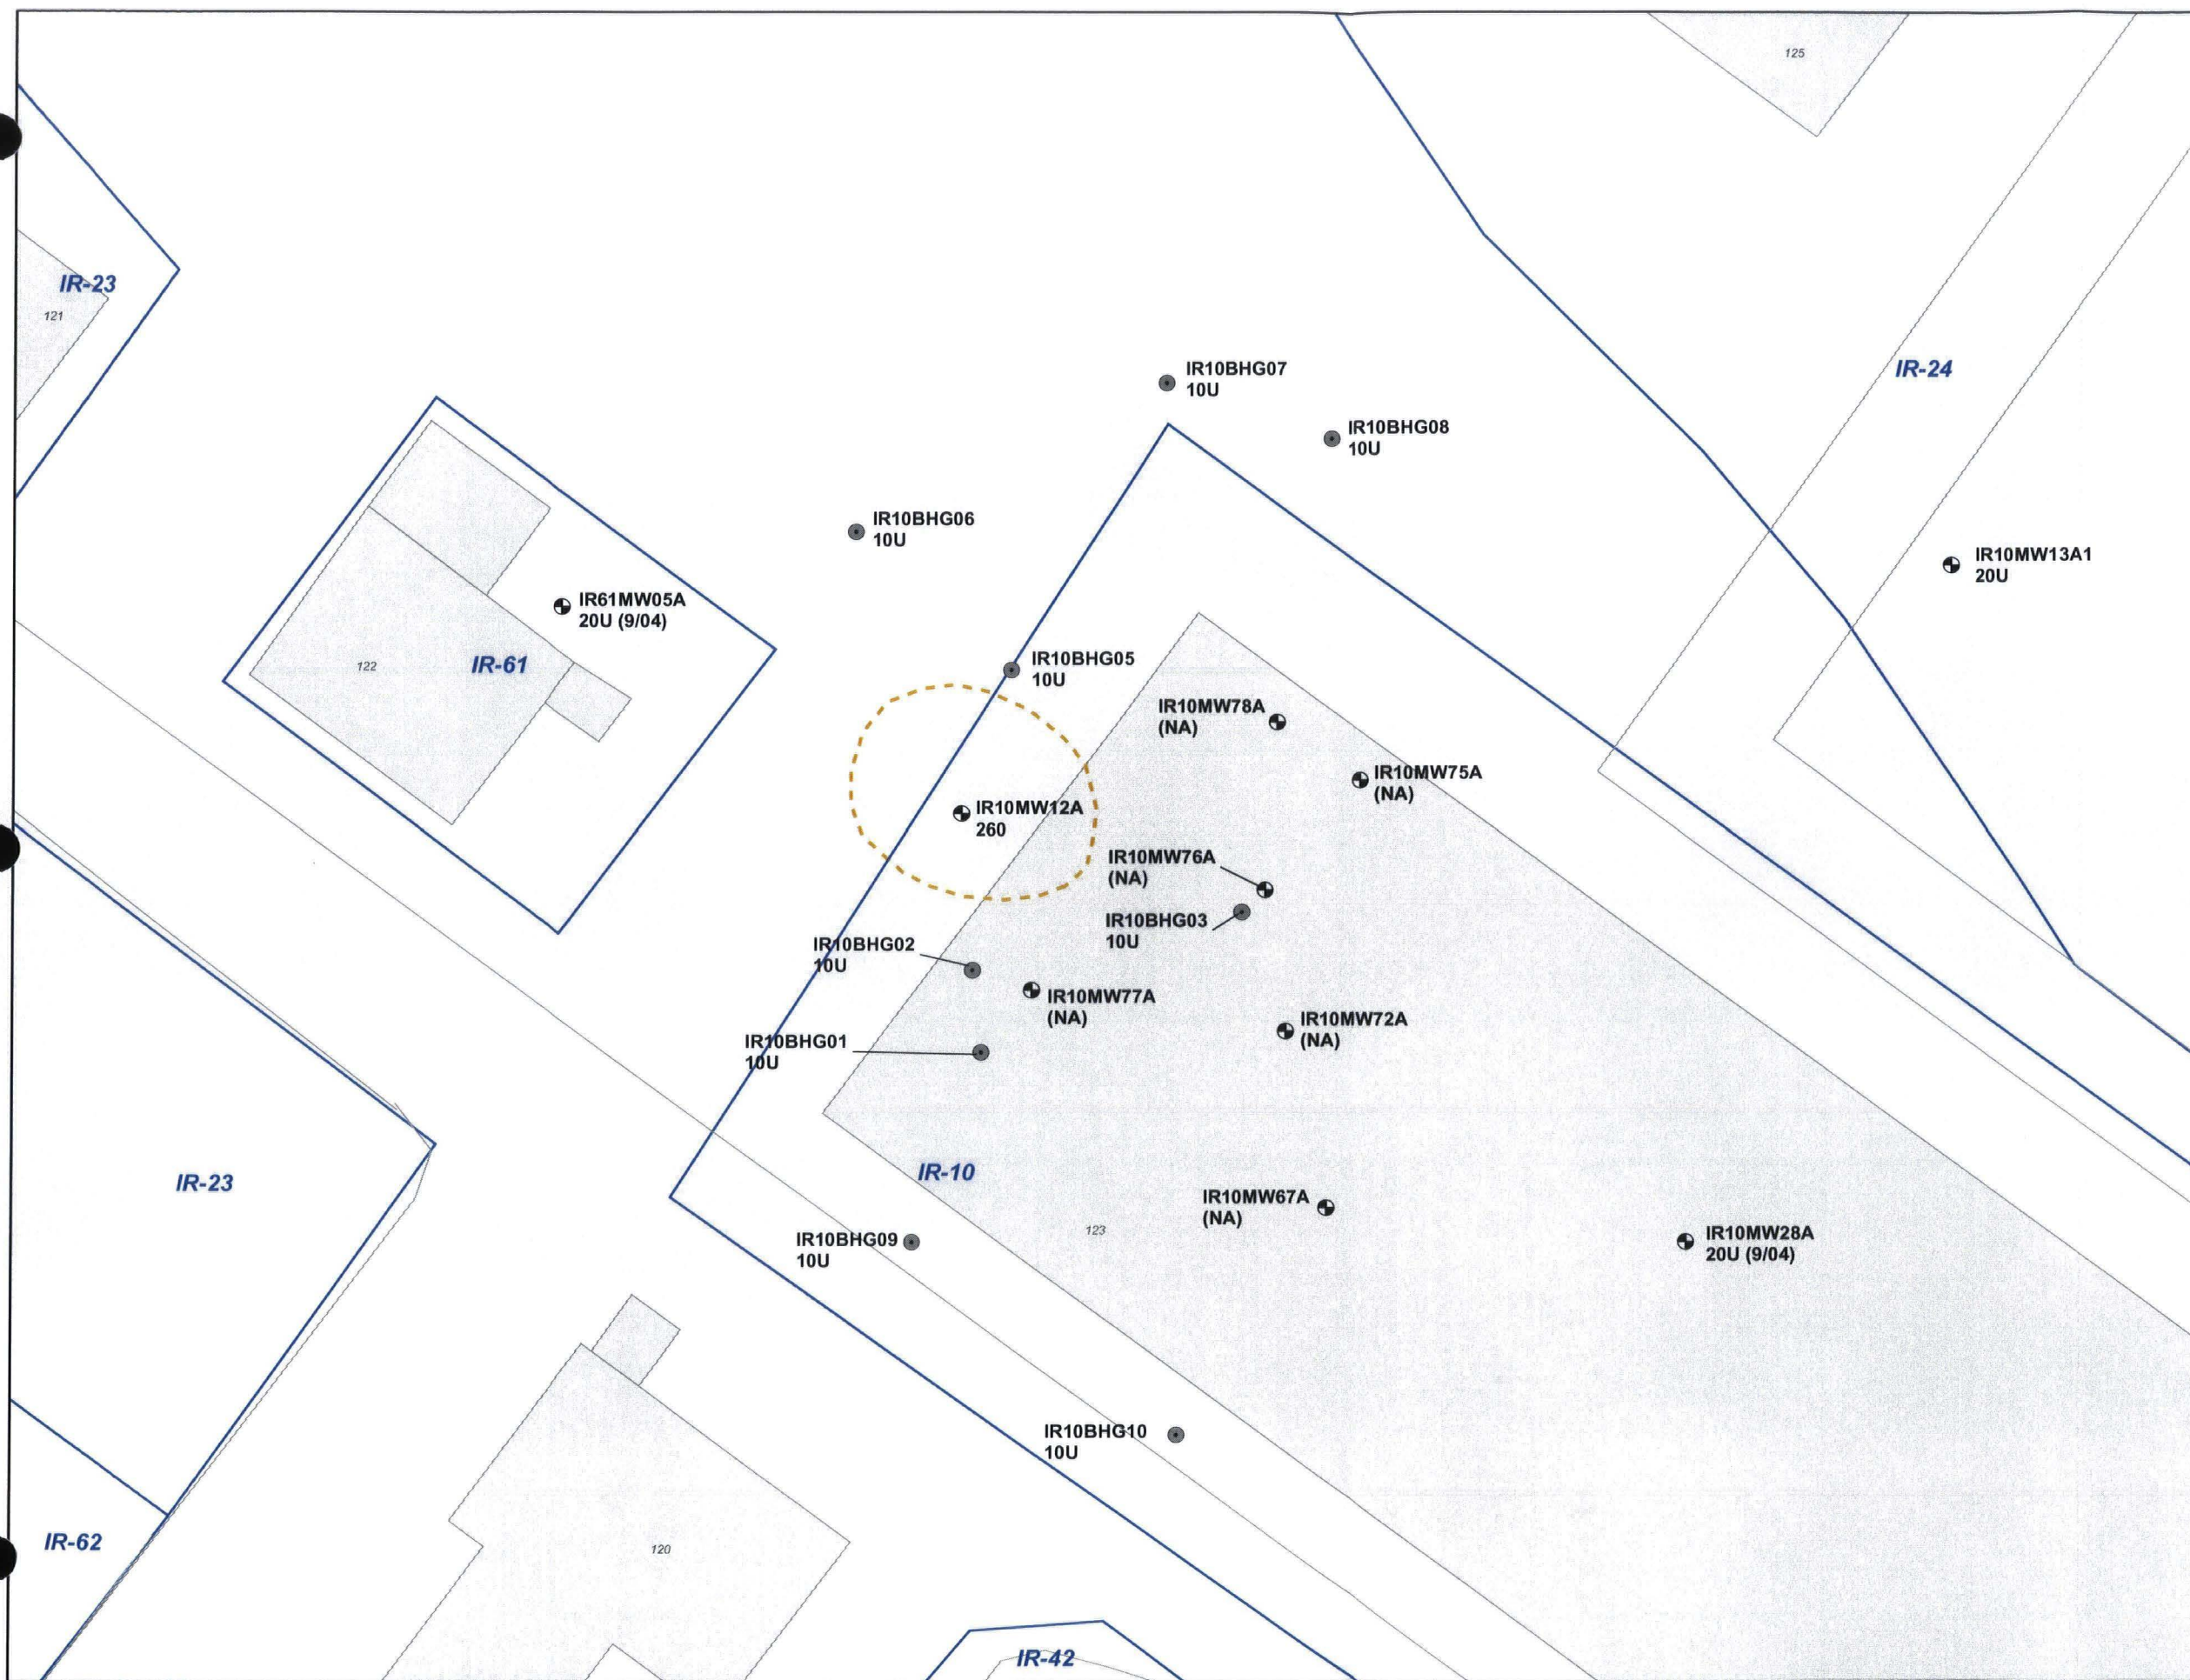 125
IR-23
121
IR-24
IR10BHG07
10U
IR10BHG08
10U
IR10BHG06
10U
IR10MW13A1
20U
IR61MW05A
20U (9/04)
122
IR-61
IR10BHG05
10U
IR10MW78A
(NA)
IR10MW75A
(NA)
IR10MW12A
260
IR10MW76A
(NA)
IR10BHG03
10U
IR10BHG02
10U
IR10MW77A
(NA)
IR10MW72A
(NA)
IR10BHG01
10U
IR-23
IR-10
IR10MW67A
(NA)
123
IR10BHG09
10U
IR10MW28A
20U (9/04)
IR10BHG10
10U
IR-62
120
IR-42